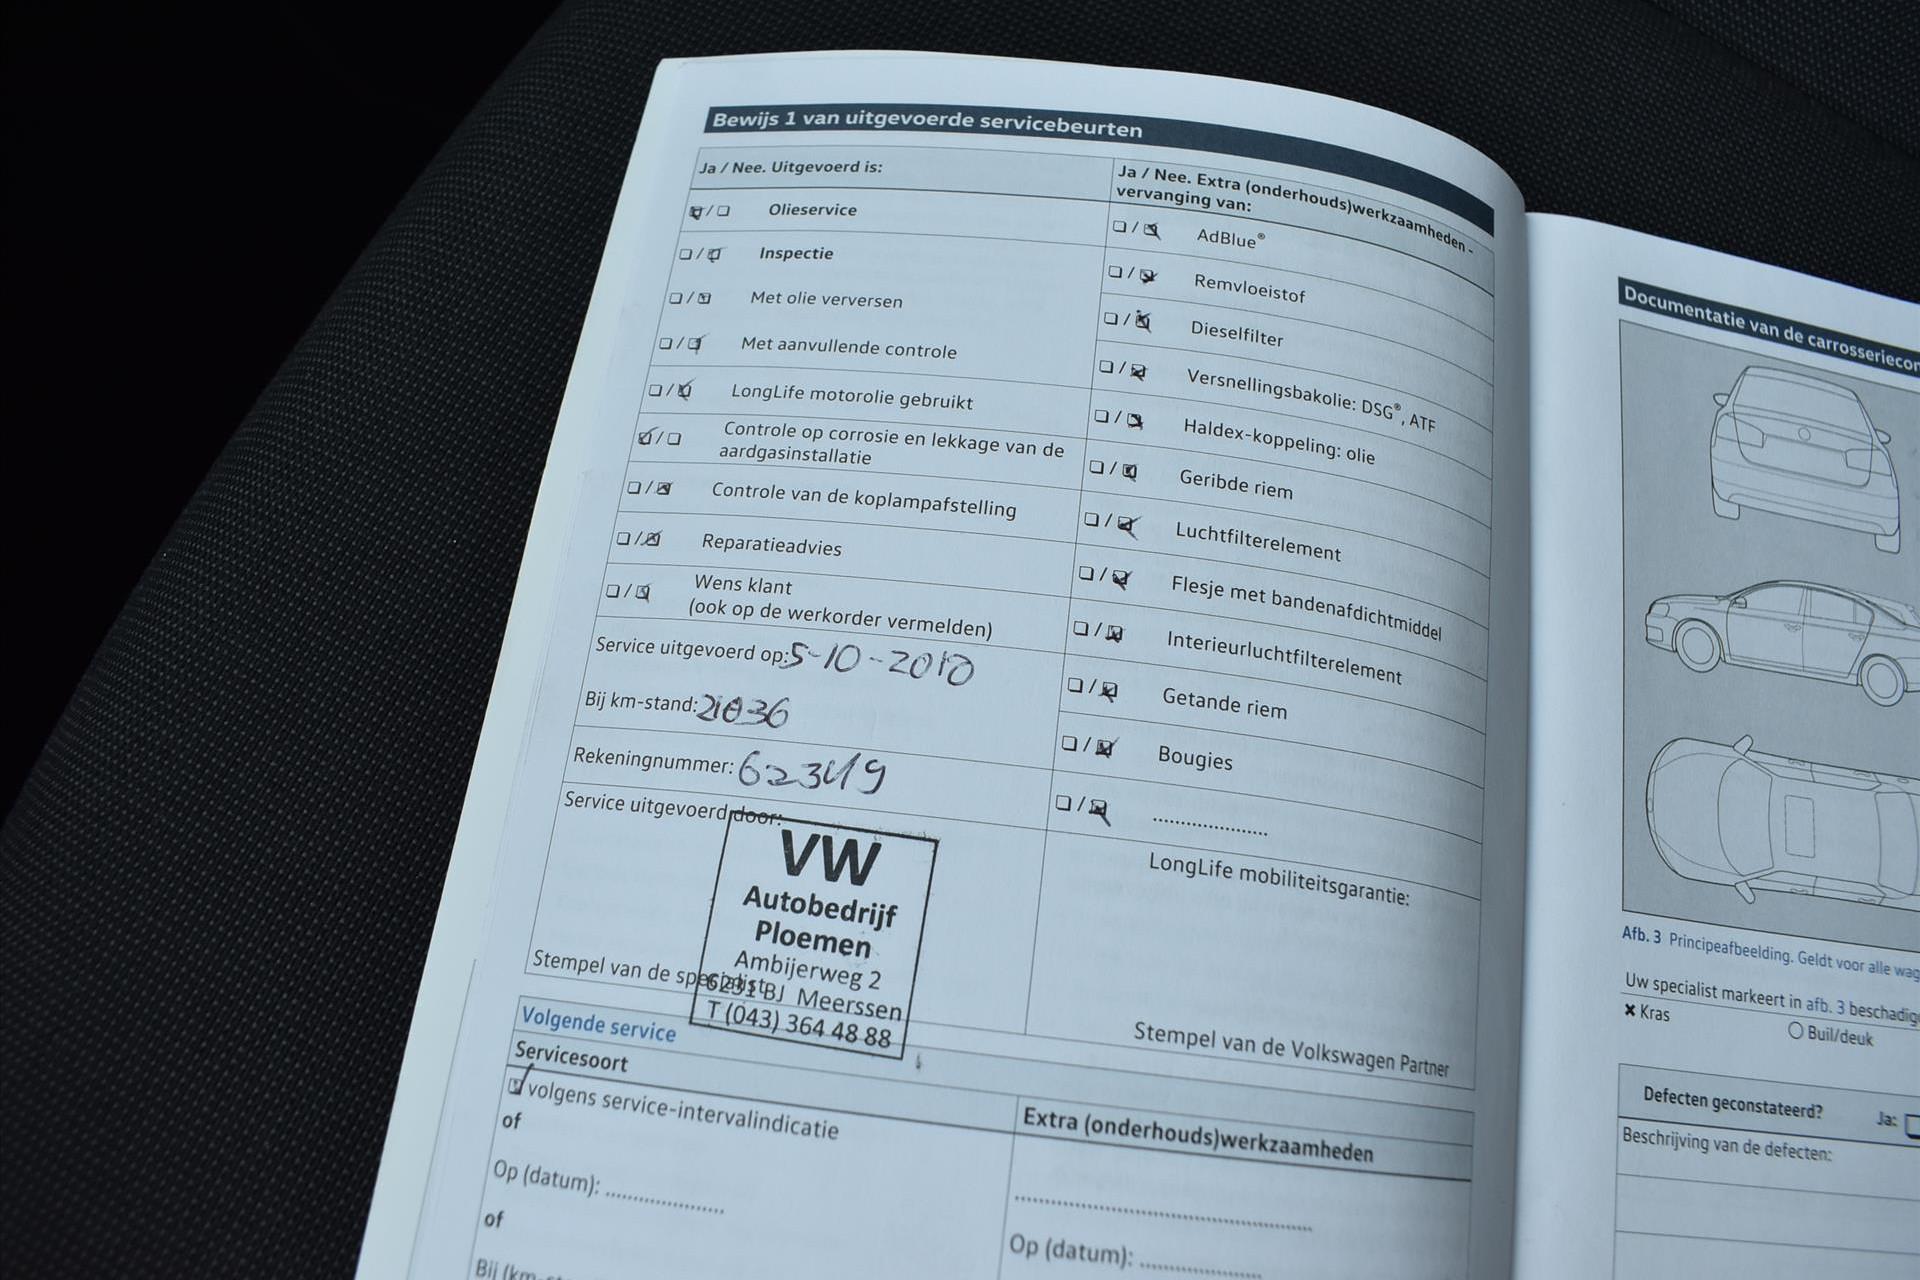 Bewijs 1 van uitgevoerde servicebeurten
Ja / Nee. Uitgevoerd is:
Olieservice
Inspectie
Met olie verversen
Met aanvullende controle
LongLife motorolie gebruikt
Controle op corrosie en lekkage van de
aardgasinstallatie
Controle van de koplampafstelling
Reparatieadvies
Wens klant
(ook op de werkorder vermelden)
Service uitgevoerd op: 5-10-2010
Bij km-stand: 21036
Rekeningnummer: 62349
Service uitgevoerd door:
VW
Autobedrijf
Ploemen
Ambijerweg 2
6231 BJ Meerssen
T (043) 364 48 88
Stempel van de specialist
Ja / Nee. Extra (onderhouds)werkzaamheden -
vervanging van:
AdBlue®
Remvloeistof
Dieselfilter
Versnellingsbakolie: DSG®, ATF
Haldex-koppeling: olie
Geribde riem
Luchtfilterelement
Flesje met bandenafdichtmiddel
Interieurluchtfilterelement
Getande riem
Bougies
....................
LongLife mobiliteitsgarantie:
Stempel van de Volkswagen Partner
Volgende service
Servicesoort
volgens service-intervalindicatie
of
Op (datum): ....................
of
Extra (onderhouds)werkzaamheden
Op (datum): ....................
Documentatie van de
Afb. 3 Principeafbeelding. Geldt voor alle
Uw specialist markeert in afb. 3
Kras
Buil/deuk
Defecten geconstateerd? Ja:
Beschrijving van de defecten: